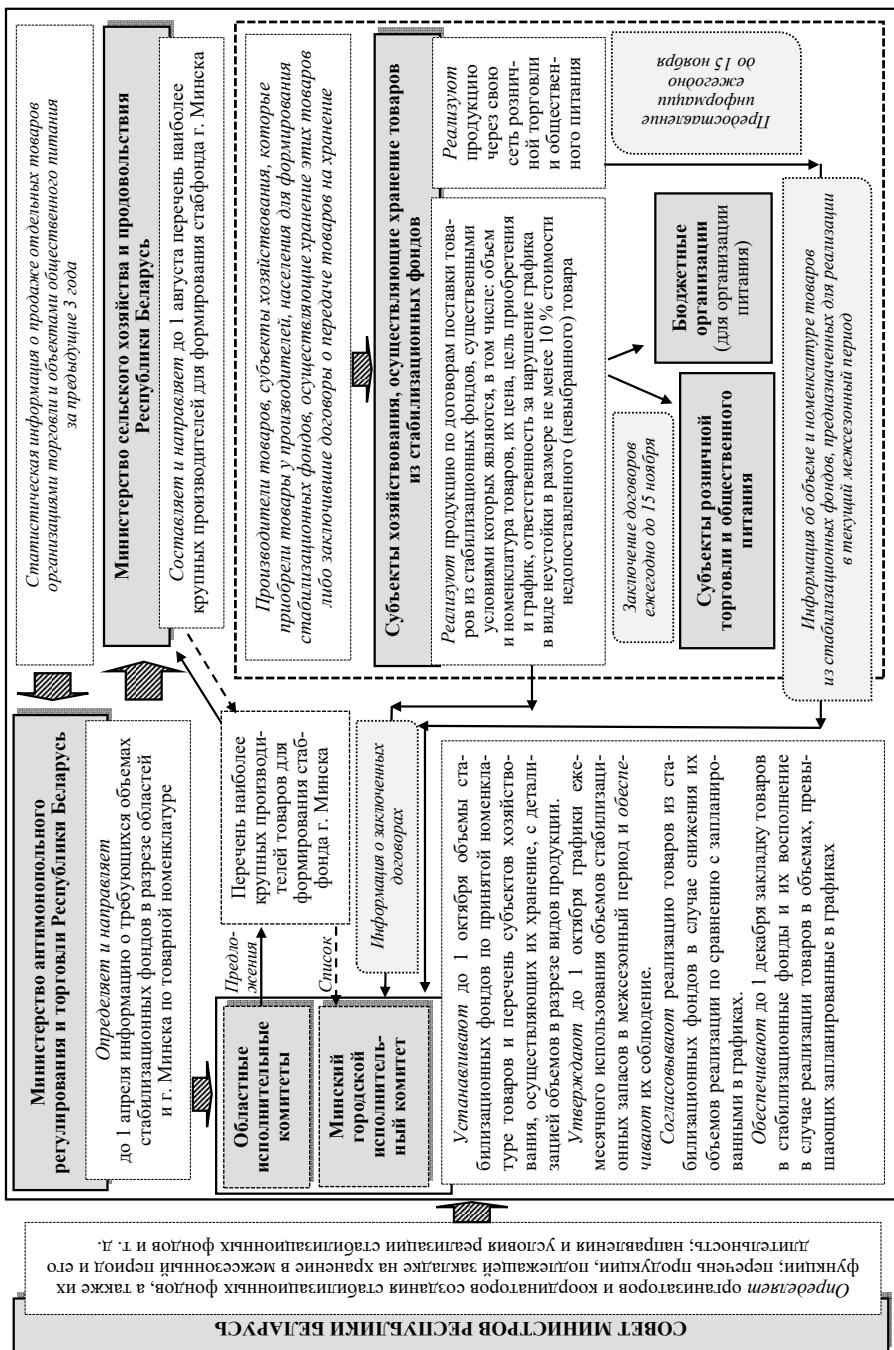 СОВЕТ МИНИСТРОВ РЕСПУБЛИКИ БЕЛАРУСЬ
Определяет организаторов и координаторов создания стабилизационных фондов, а также их
функции; перечень продукции, подлежащей закладке на хранение в межсезонный период и его
длительность; направления и условия реализации стабилизационных фондов и т. д.
Министерство антимонопольного
регулирования и торговли Республики Беларусь
Определяет и направляет
до 1 апреля информацию о требующихся объемах
стабилизационных фондов в разрезе областей
и г. Минска по товарной номенклатуре
Статистическая информация о продаже отдельных товаров
организациями торговли и объектами общественного питания
за предыдущие 3 года
Министерство сельского хозяйства и продовольствия
Республики Беларусь
Составляет и направляет до 1 августа перечень наиболее
крупных производителей для формирования стабфонда г. Минска
Областные
исполнительные
комитеты
Минский
городской
исполнитель-
ный комитет
Предло-
жения
Список
Перечень наиболее
крупных производи-
телей товаров для
формирования стаб-
фонда г. Минска
Информация о заключенных
договорах
Устанавливают до 1 октября объемы ста-
билизационных фондов по принятой номенкла-
туре товаров и перечень субъектов хозяйство-
вания, осуществляющих их хранение, с детали-
зацией объемов в разрезе видов продукции.
Утверждают до 1 октября графики еже-
месячного использования объемов стабилизаци-
онных запасов в межсезонный период и обеспе-
чивают их соблюдение.
Согласовывают реализацию товаров из ста-
билизационных фондов в случае снижения их
объемов реализации по сравнению с запланиро-
ванными в графиках.
Обеспечивают до 1 декабря закладку товаров
в стабилизационные фонды и их восполнение
в случае реализации товаров в объемах, превы-
шающих запланированные в графиках
Производители товаров, субъекты хозяйствования, которые
приобрели товары у производителей, населения для формирования
стабилизационных фондов, осуществляющие хранение этих товаров
либо заключившие договоры о передаче товаров на хранение
Субъекты хозяйствования, осуществляющие хранение товаров
из стабилизационных фондов
Реализуют продукцию по договорам поставки това-
ров из стабилизационных фондов, существенными
условиями которых являются, в том числе: объем
и номенклатура товаров, их цена, цель приобретения
и график, ответственность за нарушение графика
в виде неустойки в размере не менее 10 % стоимости
недопоставленного (невыбранного) товара
Реализуют
продукцию
через свою
сеть рознич-
ной торговли
и обществен-
ного питания
Заключение договоров
ежегодно до 15 ноября
Субъекты розничной
торговли и общественного
питания
Бюджетные
организации
(для организации
питания)
Предоставление
информации
ежегодно
до 15 ноября
Информация об объеме и номенклатуре товаров
из стабилизационных фондов, предназначенных для реализации
в текущий межсезонный период